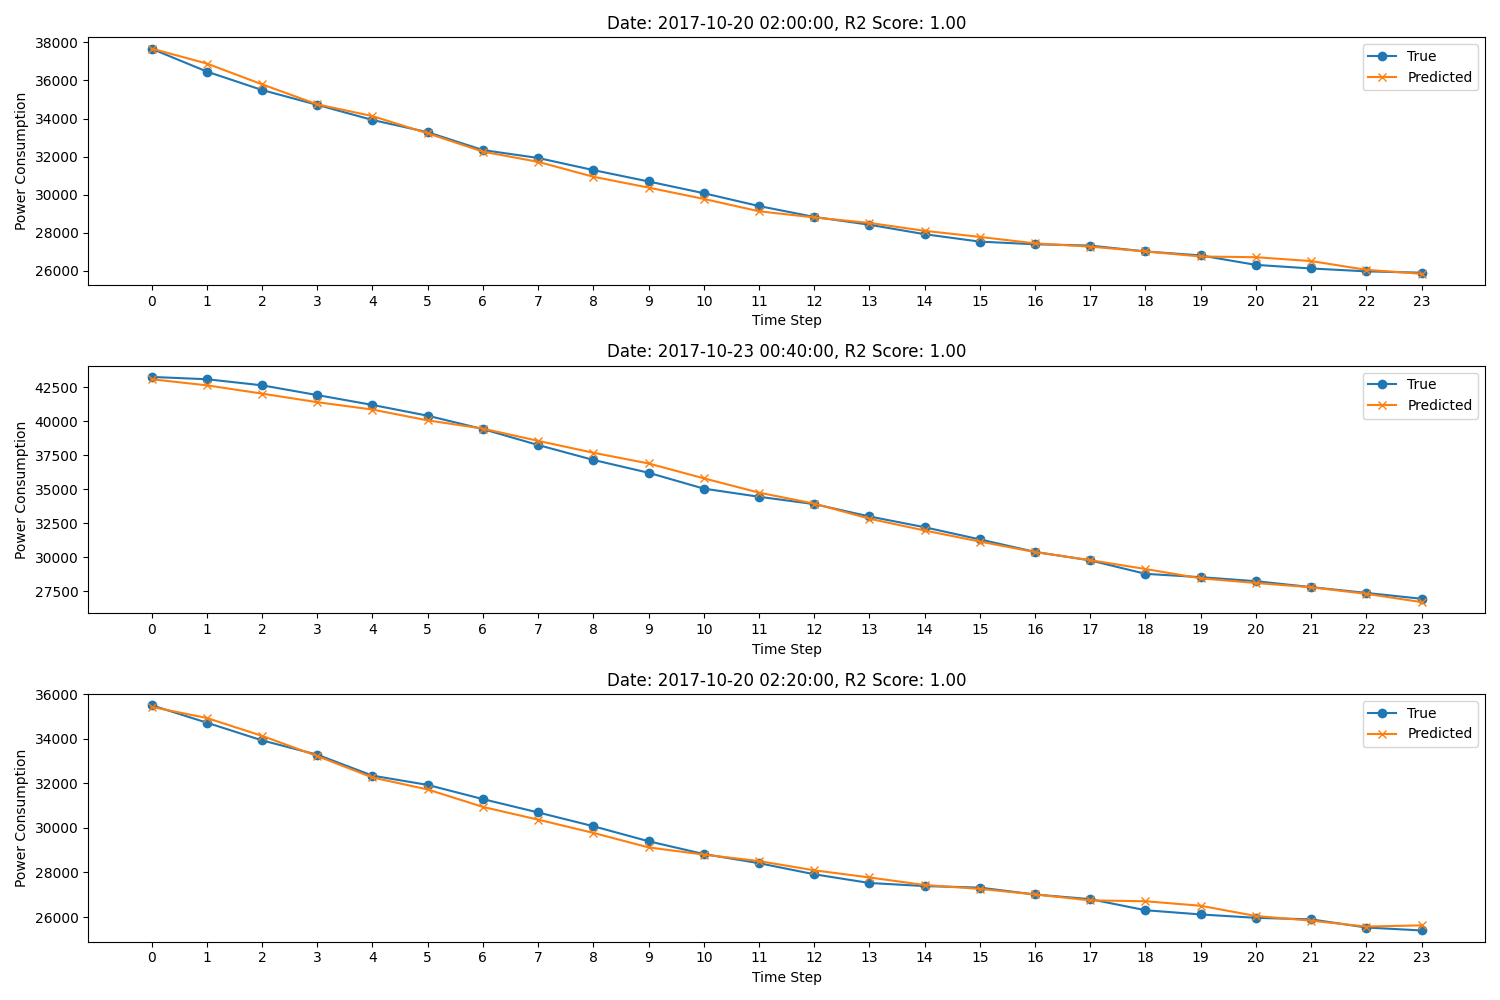 Date: 2017-10-20 02:00:00, R2 Score: 1.00
38000
36000
34000
32000
30000
28000
26000
Power Consumption
True
Predicted
0 1 2 3 4 5 6 7 8 9 10 11 12 13 14 15 16 17 18 19 20 21 22 23
Time Step
Date: 2017-10-23 00:40:00, R2 Score: 1.00
42500
40000
37500
35000
32500
30000
27500
Power Consumption
True
Predicted
0 1 2 3 4 5 6 7 8 9 10 11 12 13 14 15 16 17 18 19 20 21 22 23
Time Step
Date: 2017-10-20 02:20:00, R2 Score: 1.00
36000
34000
32000
30000
28000
26000
Power Consumption
True
Predicted
0 1 2 3 4 5 6 7 8 9 10 11 12 13 14 15 16 17 18 19 20 21 22 23
Time Step